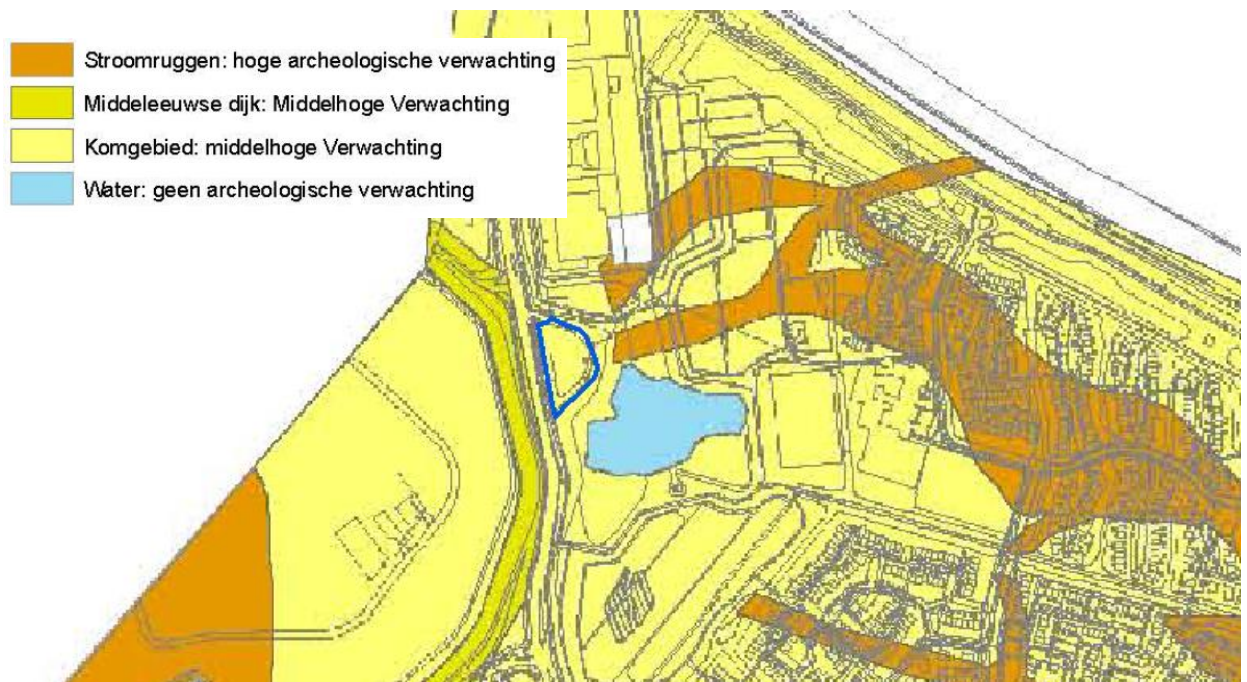 Stroomruggen: hoge archeologische verwachting
Middeleeuwse dijk: Middelhoge Verwachting
Komgebied: middelhoge Verwachting
Water: geen archeologische verwachting